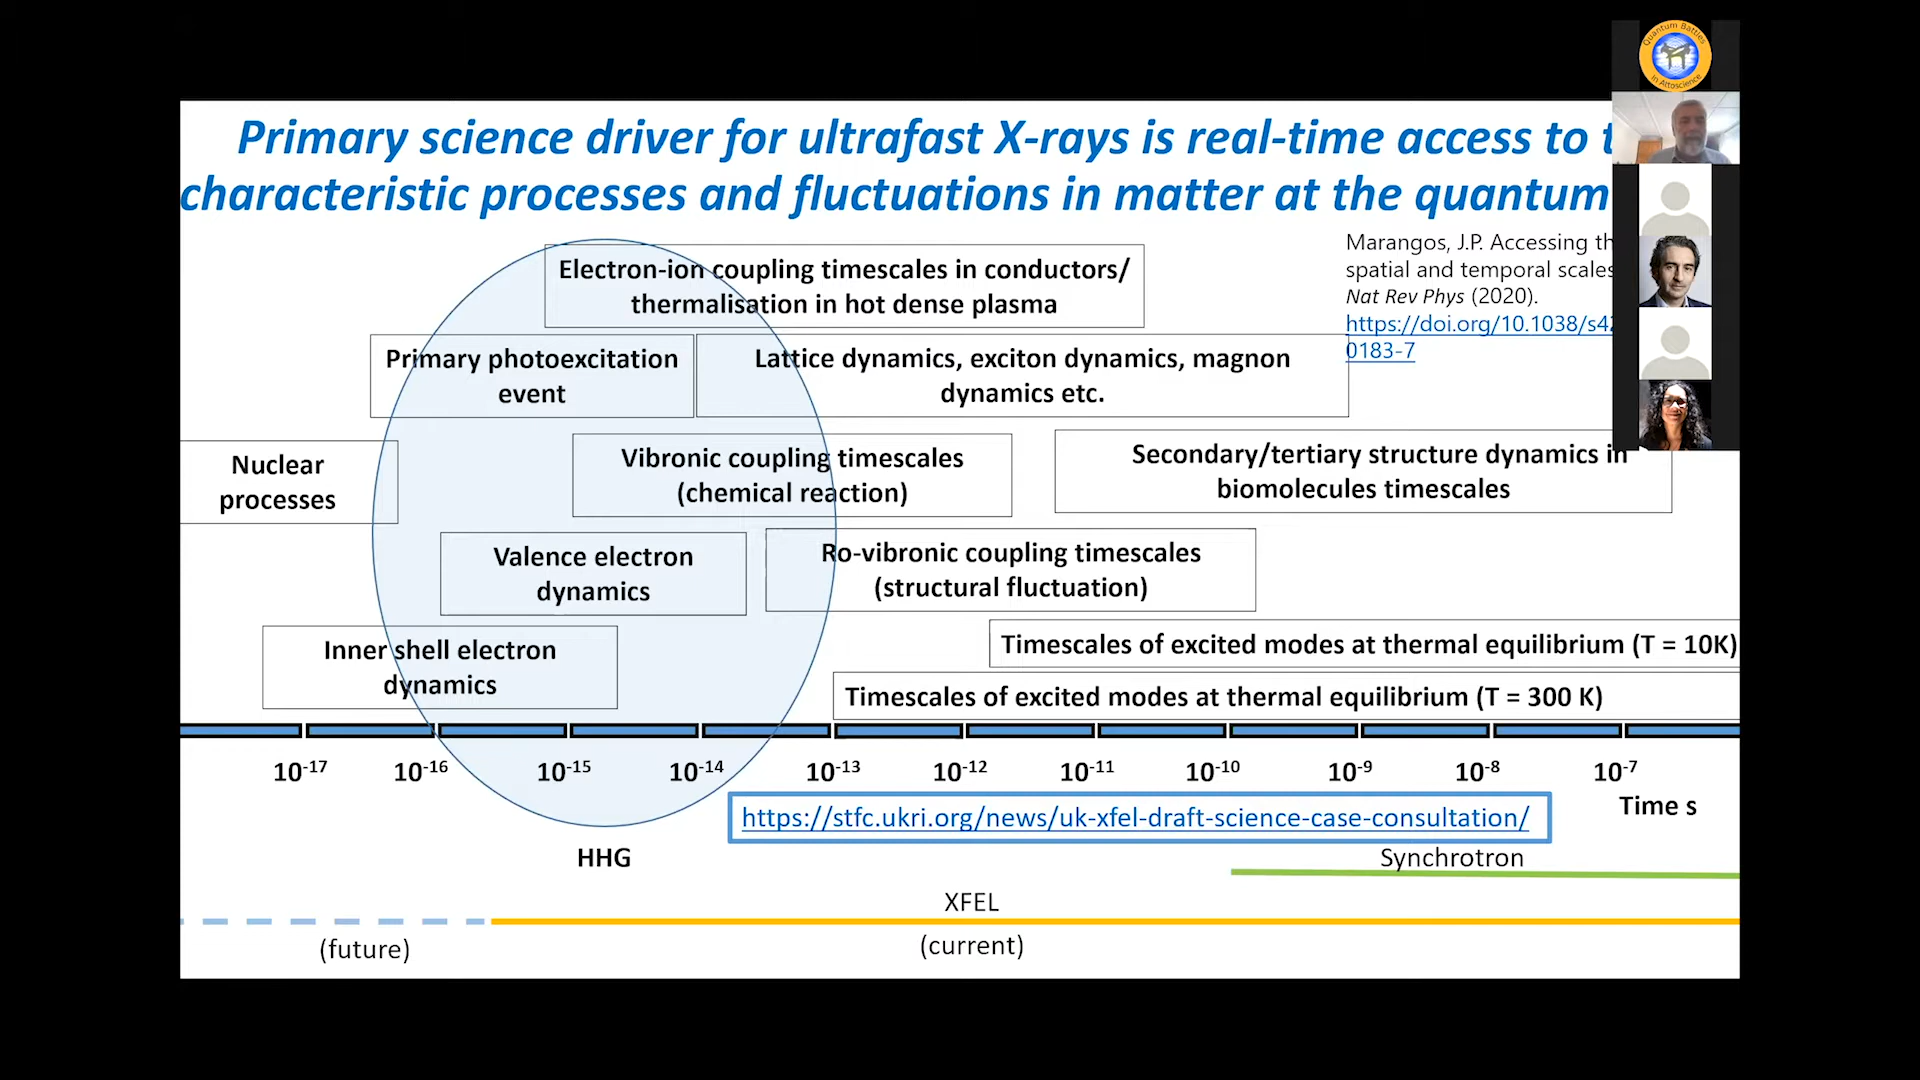 Quantum Battles
in Attoscience
Primary science driver for ultrafast X-rays is real-time access to
characteristic processes and fluctuations in matter at the quantum
Marangos, J.P. Accessing
spatial and temporal scales
Nat Rev Phys (2020).
https://doi.org/10.1038/s42
0183-7
Electron-ion coupling timescales in conductors/
thermalisation in hot dense plasma
Primary photoexcitation
event
Lattice dynamics, exciton dynamics, magnon
dynamics etc.
Nuclear
processes
Vibronic coupling timescales
(chemical reaction)
Secondary/tertiary structure dynamics in
biomolecules timescales
Valence electron
dynamics
Ro-vibronic coupling timescales
(structural fluctuation)
Inner shell electron
dynamics
Timescales of excited modes at thermal equilibrium (T = 10K)
Timescales of excited modes at thermal equilibrium (T = 300 K)
10-17 10-16 10-15 10-14 10-13 10-12 10-11 10-10 10-9 10-8 10-7
Time s
https://stfc.ukri.org/news/uk-xfel-draft-science-case-consultation/
HHG
Synchrotron
XFEL
(future)
(current)